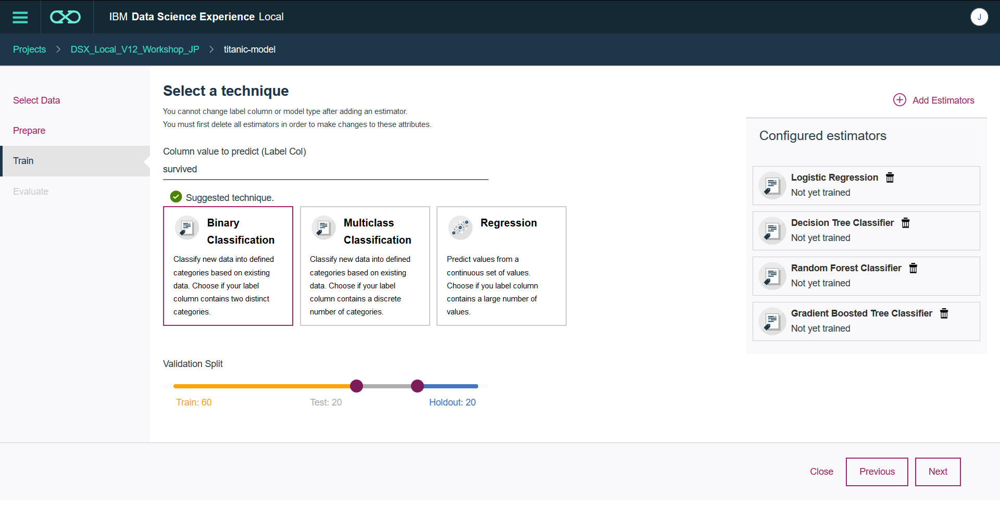 IBM Data Science Experience Local
J
Projects > DSX_Local_V12_Workshop_JP > titanic-model
Select Data
Prepare
Train
Evaluate
Select a technique
You cannot change label column or model type after adding an estimator.
You must first delete all estimators in order to make changes to these attributes.
Column value to predict (Label Col)
survived
Suggested technique.
Binary
Classification
Classify new data into defined
categories based on existing
data. Choose if your label
column contains two distinct
categories.
Multiclass
Classification
Classify new data into defined
categories based on existing
data. Choose if your label
column contains a discrete
number of categories.
Regression
Predict values from a
continuous set of values.
Choose if you label column
contains a large number of
values.
Validation Split
Train: 60
Test: 20
Holdout: 20
Add Estimators
Configured estimators
Logistic Regression
Not yet trained
Decision Tree Classifier
Not yet trained
Random Forest Classifier
Not yet trained
Gradient Boosted Tree Classifier
Not yet trained
Close
Previous
Next